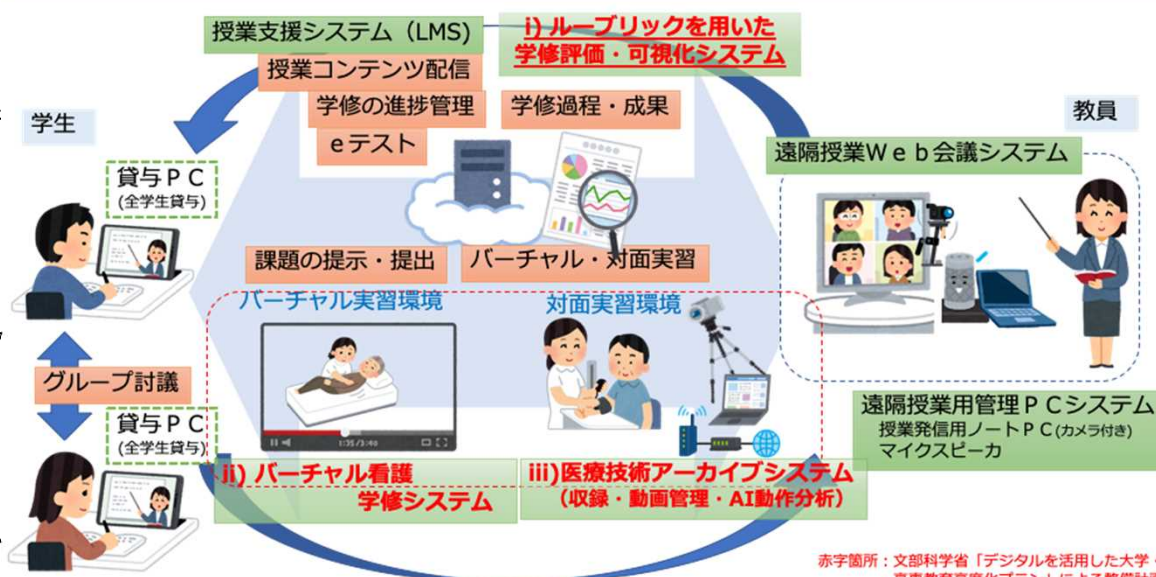 授業支援システム（LMS)
i) ルーブリックを用いた
学修評価・可視化システム
授業コンテンツ配信
学修の進捗管理
学修過程・成果
eテスト
学生
教員
貸与ＰＣ
(全学生貸与)
遠隔授業Ｗｅｂ会議システム
課題の提示・提出
バーチャル・対面実習
バーチャル実習環境
対面実習環境
グループ討議
貸与ＰＣ
(全学生貸与)
1:35/3:40
遠隔授業用管理ＰＣシステム
授業発信用ノートＰＣ(カメラ付き)
マイクスピーカ
ii) バーチャル看護
学修システム
iii)医療技術アーカイブシステム
（収録・動画管理・AI動作分析）
赤字箇所：文部科学省「デジタルを活用した大学・